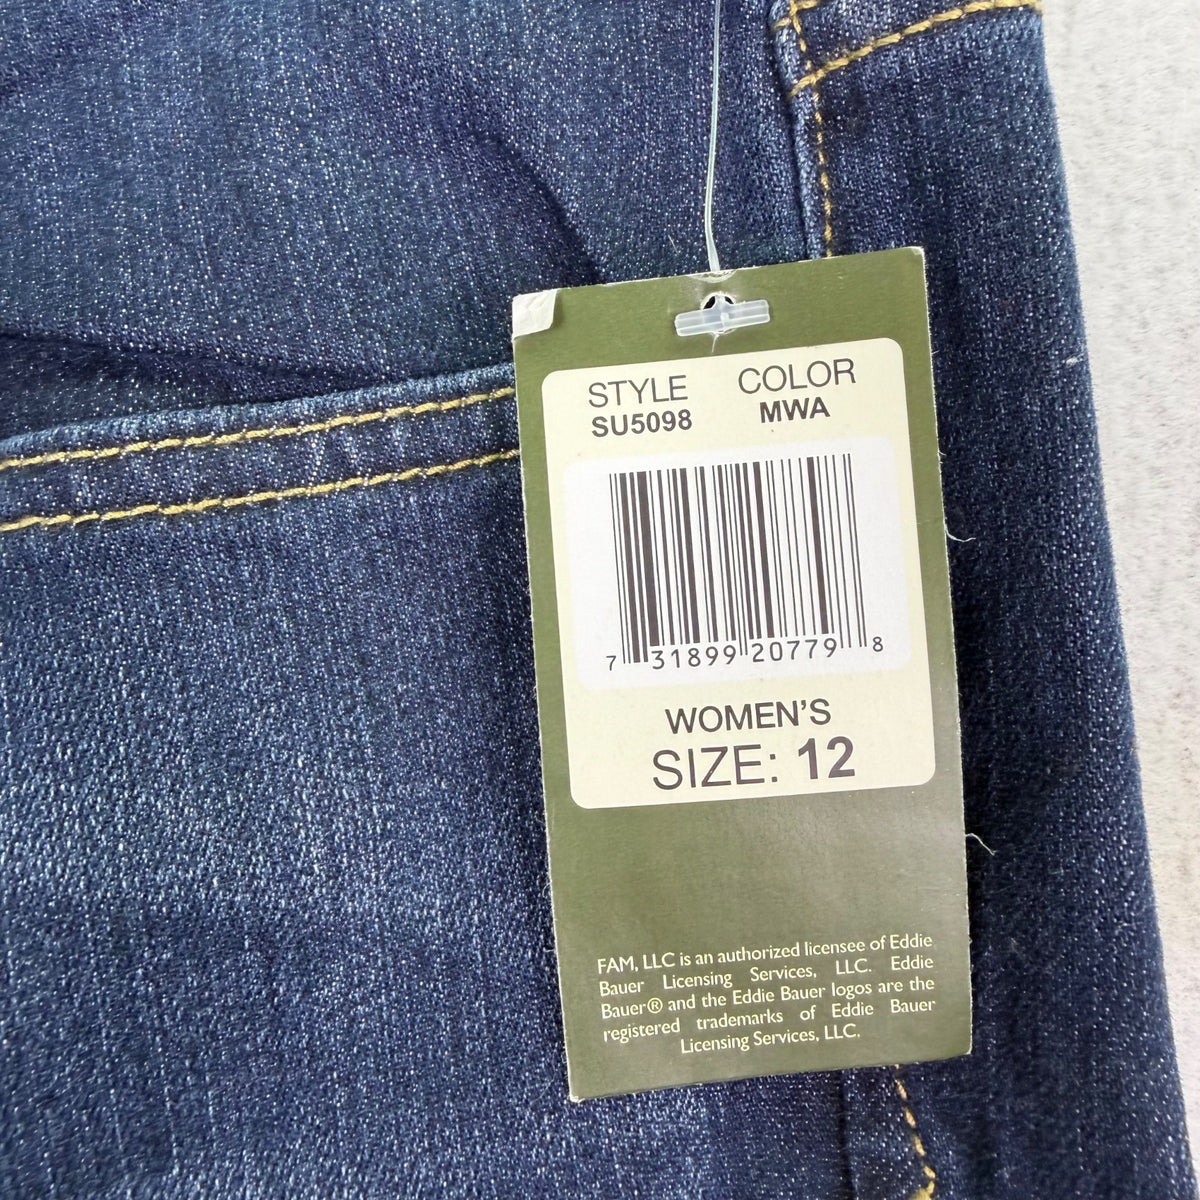 STYLE COLOR
SU5098 MWA
7 31899 20779 8
WOMEN'S
SIZE: 12
FAM, LLC is an authorized licensee of Eddie
Bauer Licensing Services, LLC. Eddie
Bauer® and the Eddie Bauer logos are the
registered trademarks of Eddie Bauer
Licensing Services, LLC.